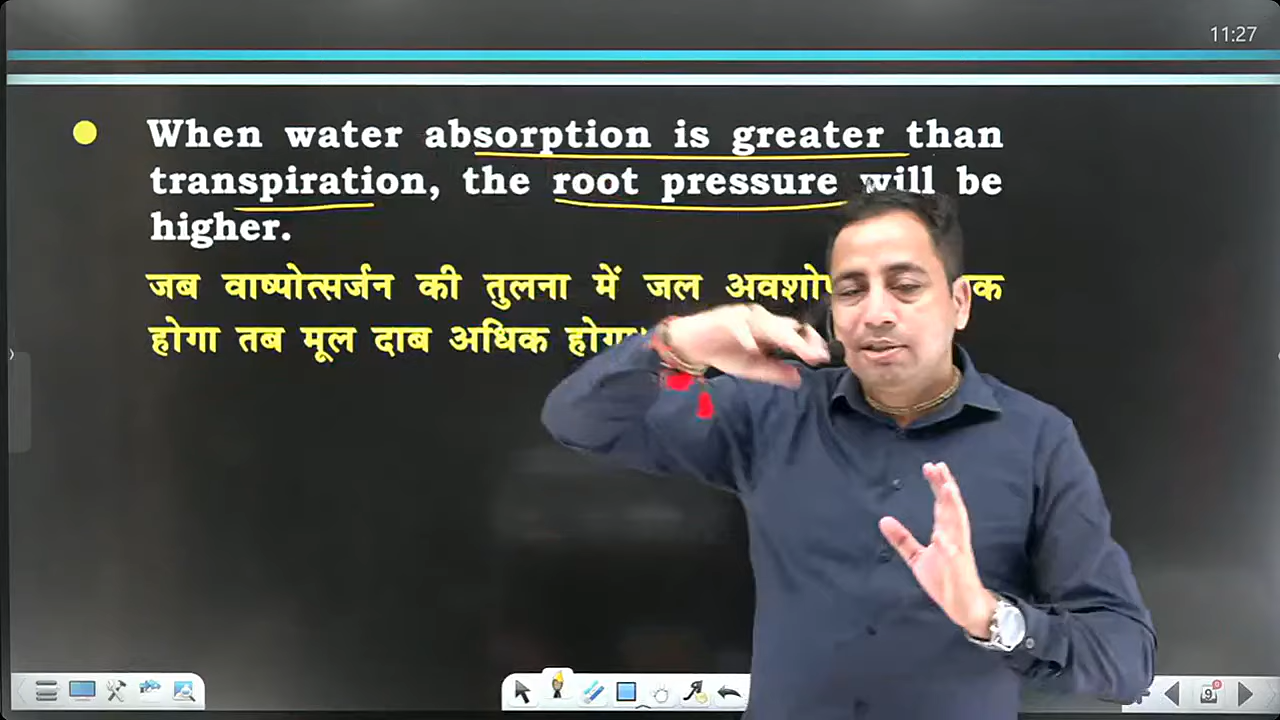 11:27
When water absorption is greater than
transpiration, the root pressure will be
higher.
जब वाष्पोत्सर्जन की तुलना में जल
होगा तब मूल दाब अधिक
9